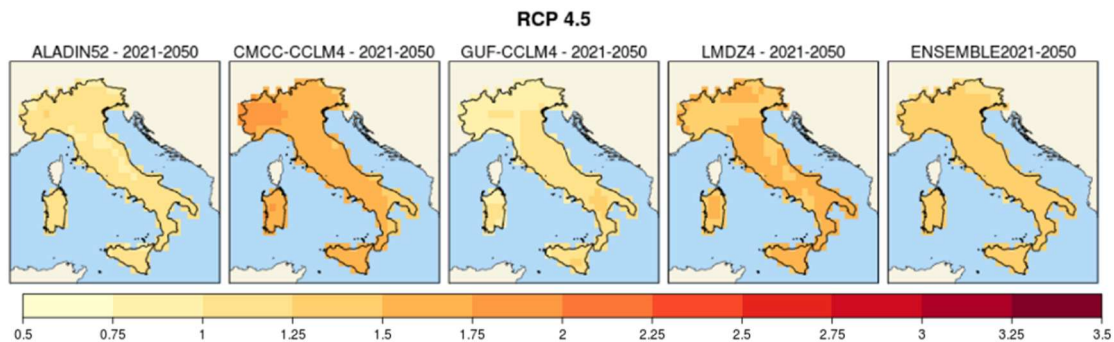 RCP 4.5
ALADIN52 - 2021-2050 CMCC-CCLM4 - 2021-2050 GUF-CCLM4 - 2021-2050 LMDZ4 - 2021-2050 ENSEMBLE2021-2050
0.5 0.75 1 1.25 1.5 1.75 2 2.25 2.5 2.75 3 3.25 3.5